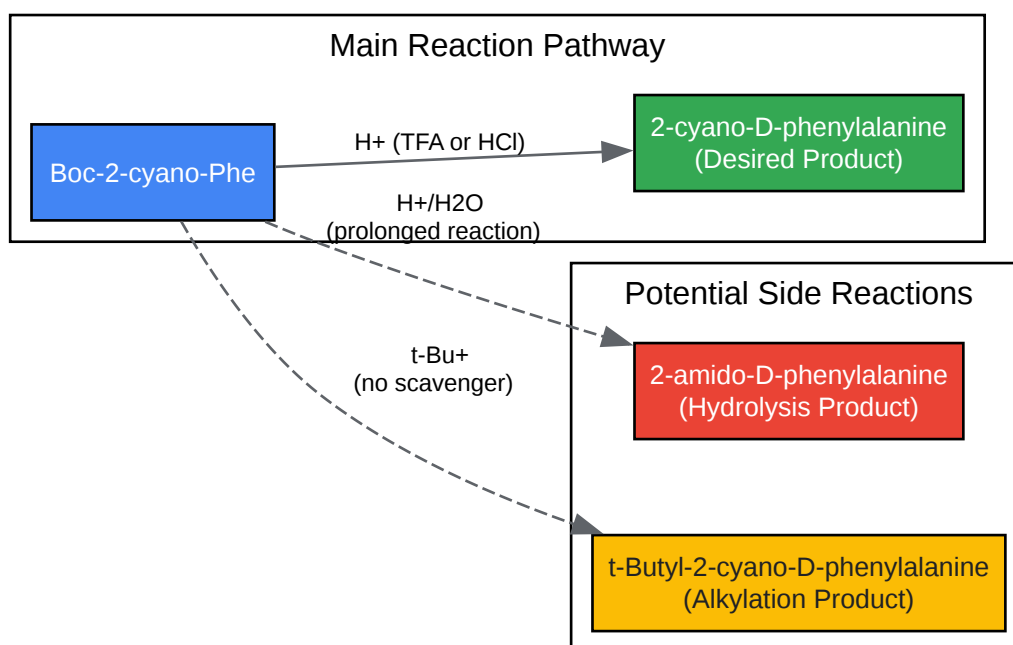 Main Reaction Pathway
Boc-2-cyano-Phe
H+ (TFA or HCl)
2-cyano-D-phenylalanine
(Desired Product)
H+/H2O
(prolonged reaction)
Potential Side Reactions
t-Bu+
(no scavenger)
2-amido-D-phenylalanine
(Hydrolysis Product)
t-Butyl-2-cyano-D-phenylalanine
(Alkylation Product)